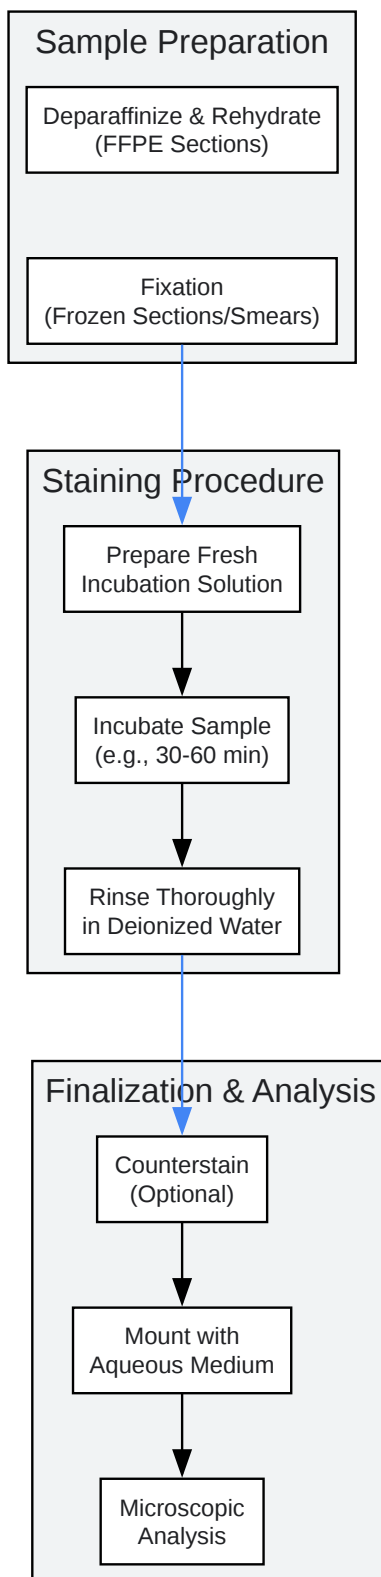 Sample Preparation
Deparaffinize & Rehydrate
(FFPE Sections)
Fixation
(Frozen Sections/Smears)
Staining Procedure
Prepare Fresh
Incubation Solution
Incubate Sample
(e.g., 30-60 min)
Rinse Thoroughly
in Deionized Water
Finalization & Analysis
Counterstain
(Optional)
Mount with
Aqueous Medium
Microscopic
Analysis